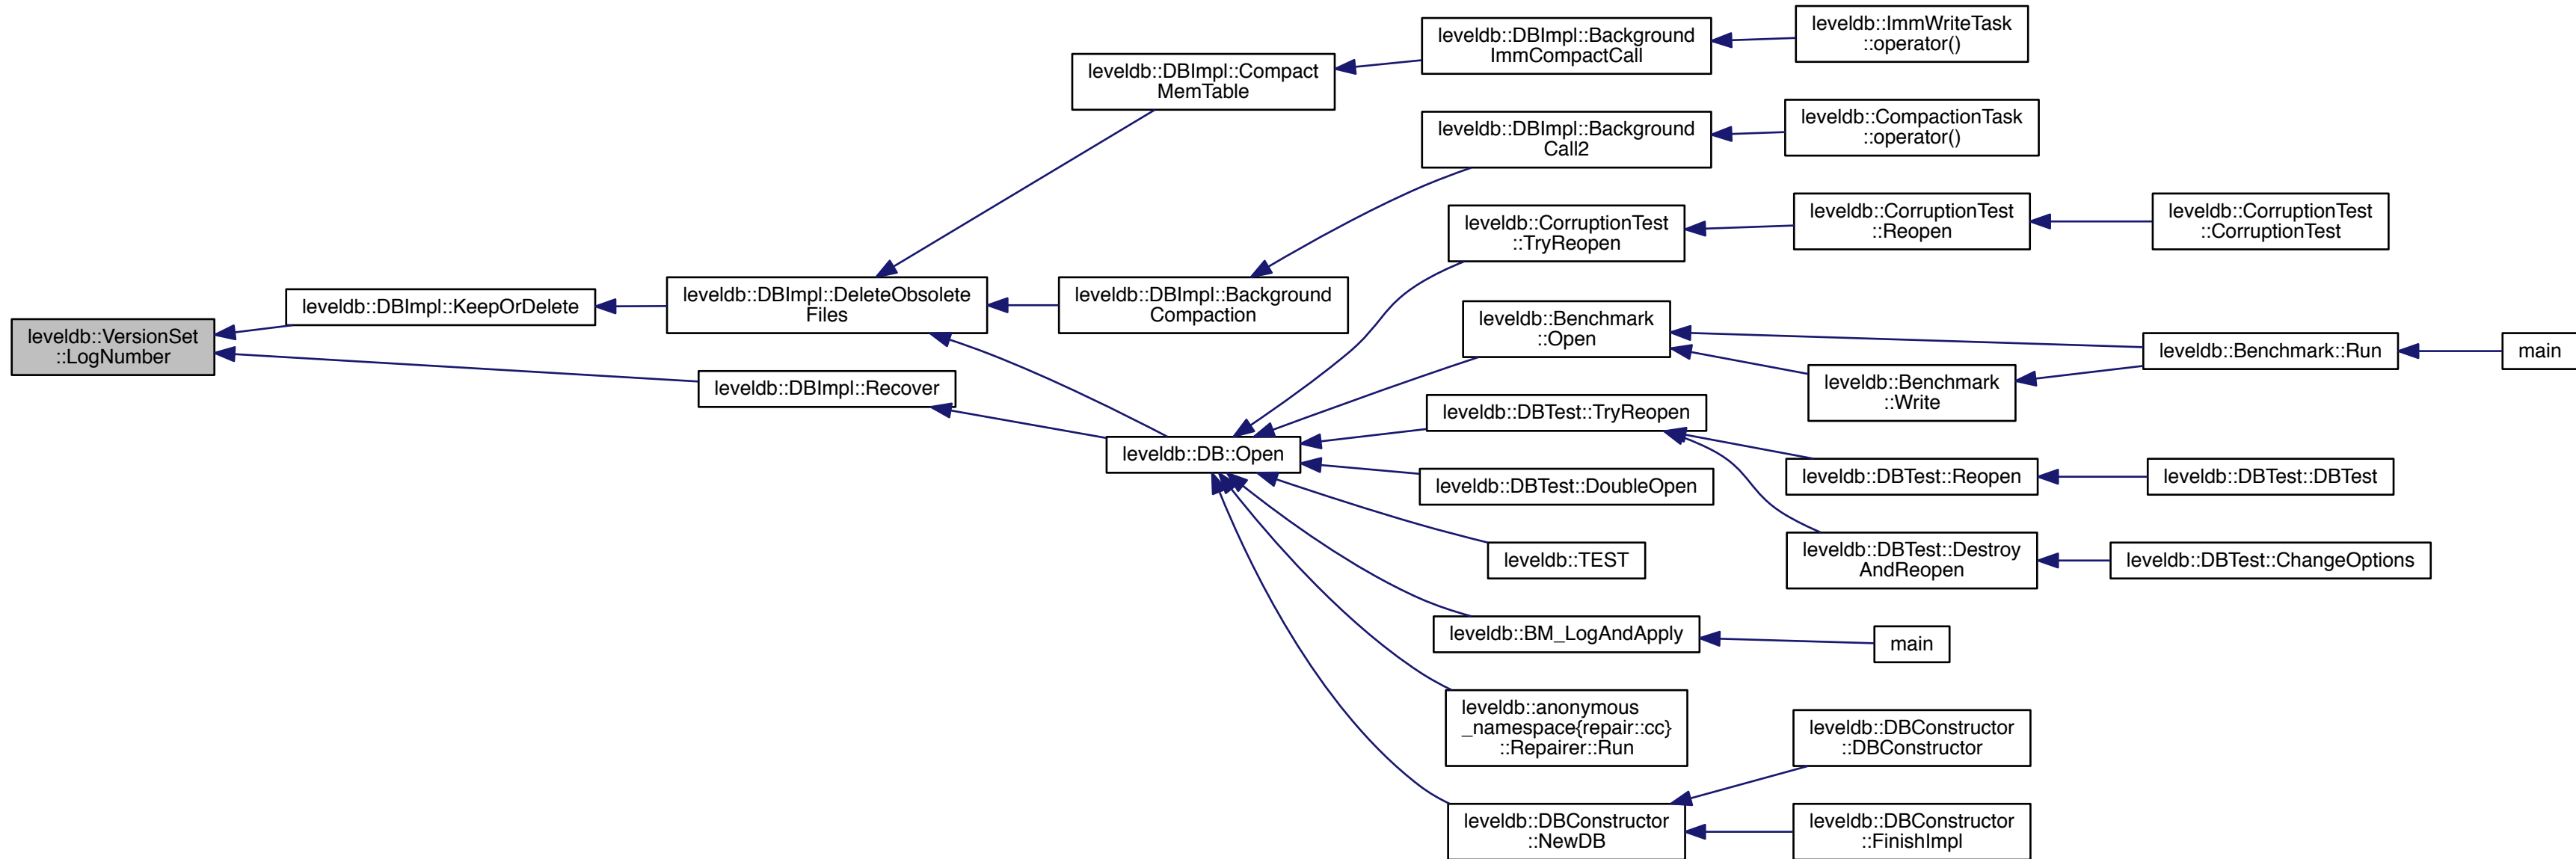 leveldb::VersionSet
::LogNumber
leveldb::DBImpl::KeepOrDelete
leveldb::DBImpl::Recover
leveldb::DBImpl::DeleteObsolete
Files
leveldb::DBImpl::Compact
MemTable
leveldb::DBImpl::Background
Compaction
leveldb::DB::Open
leveldb::DBImpl::Background
ImmCompactCall
leveldb::DBImpl::Background
Call2
leveldb::CorruptionTest
::TryReopen
leveldb::Benchmark
::Open
leveldb::DBTest::TryReopen
leveldb::DBTest::DoubleOpen
leveldb::TEST
leveldb::BM_LogAndApply
leveldb::anonymous
_namespace{repair::cc}
::Repairer::Run
leveldb::DBConstructor
::NewDB
leveldb::ImmWriteTask
::operator()
leveldb::CompactionTask
::operator()
leveldb::CorruptionTest
::Reopen
leveldb::Benchmark
::Write
leveldb::DBTest::Reopen
leveldb::DBTest::Destroy
AndReopen
main
leveldb::DBConstructor
::DBConstructor
leveldb::DBConstructor
::FinishImpl
leveldb::CorruptionTest
::CorruptionTest
leveldb::Benchmark::Run
leveldb::DBTest::DBTest
leveldb::DBTest::ChangeOptions
main